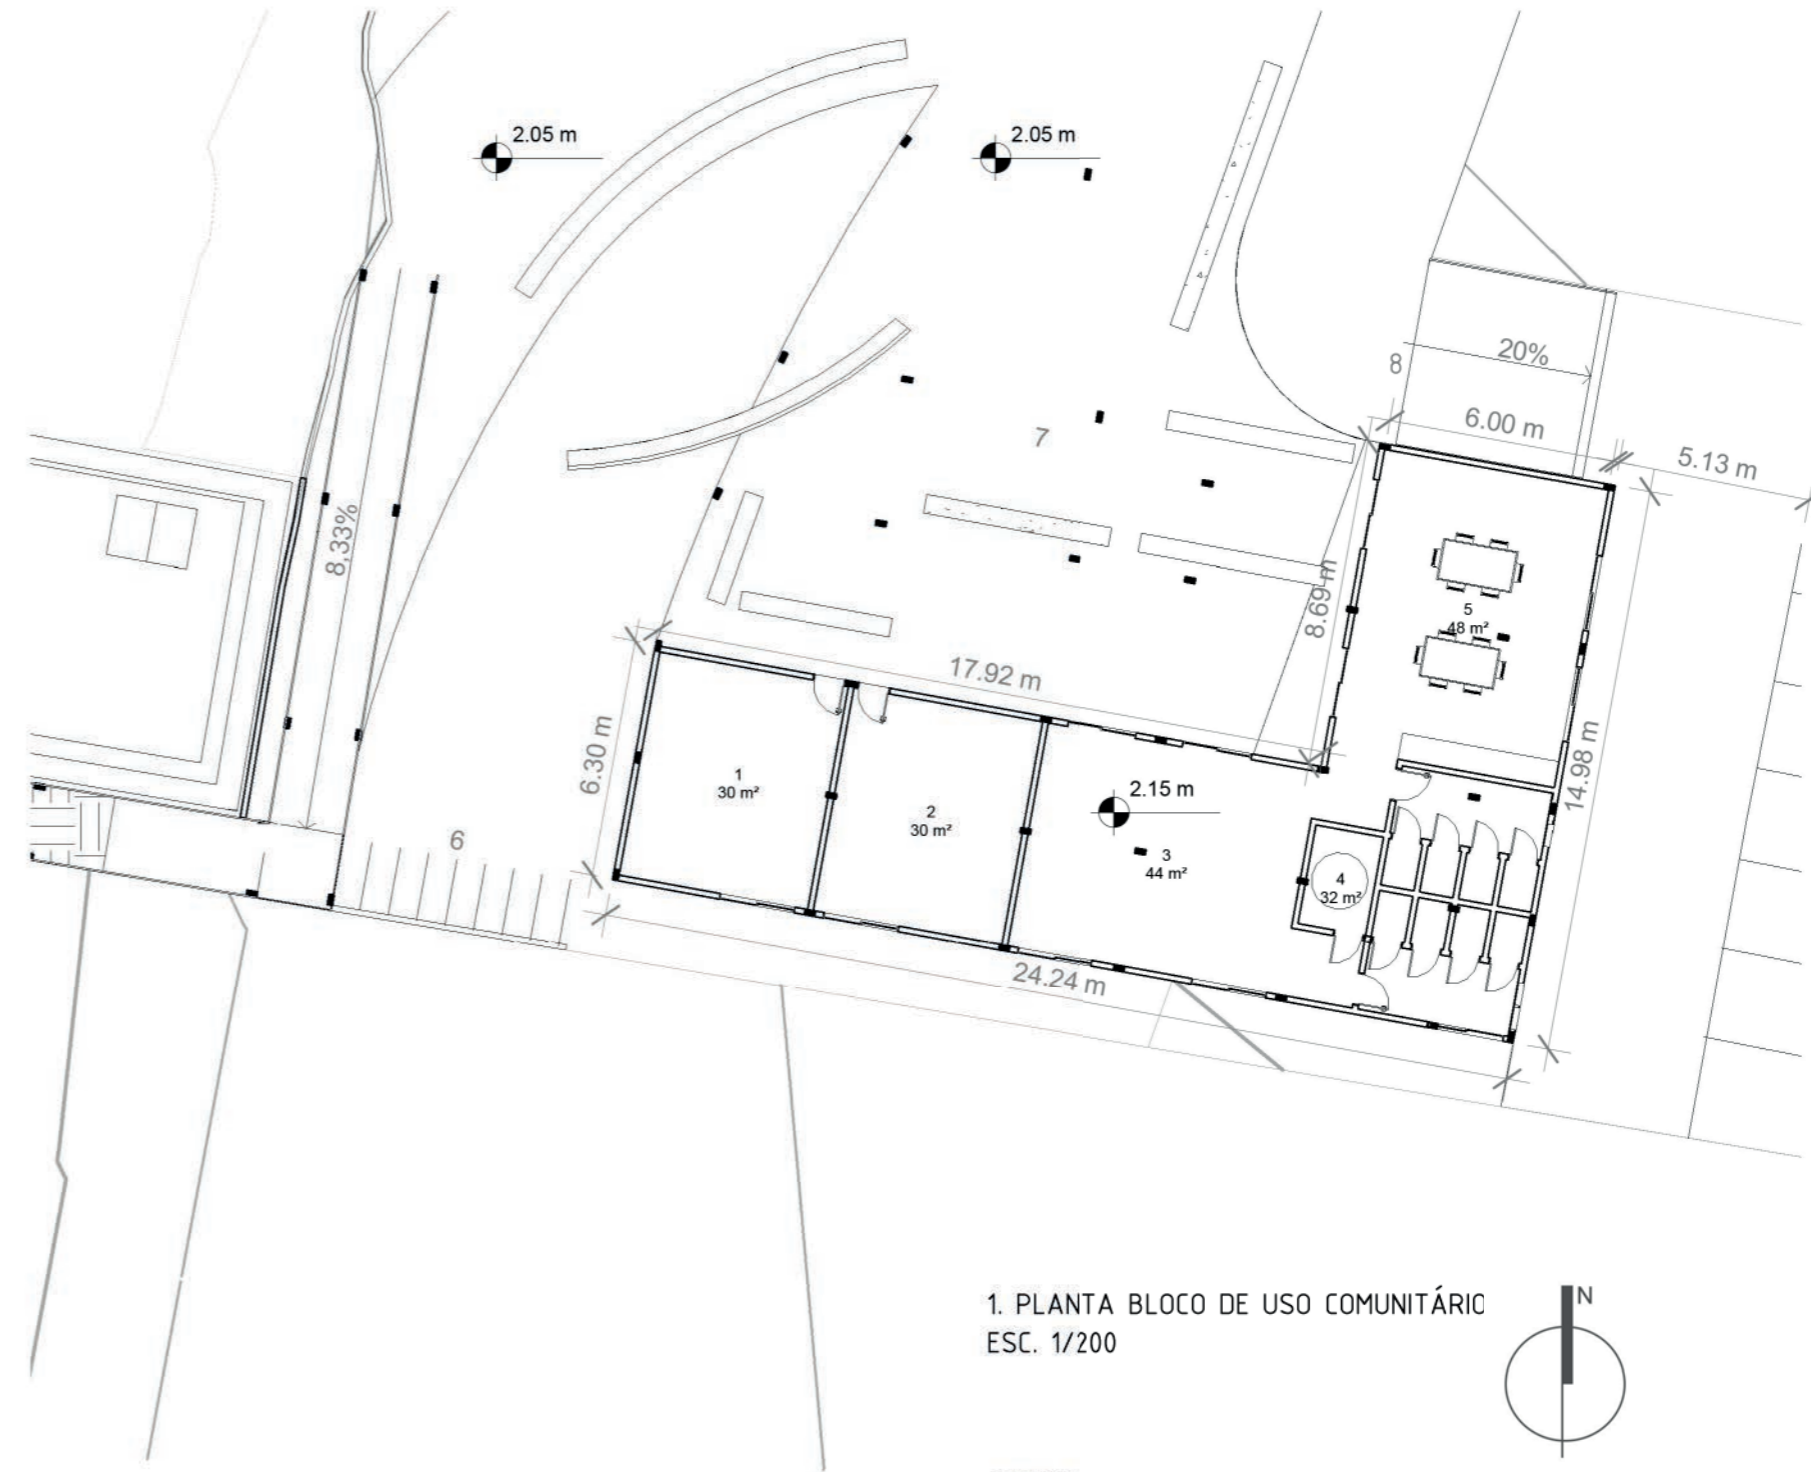 2.05 m
2.05 m
20%
8
6.00 m
5.13 m
7
8,33%
8.69 m
5
48 m²
17.92 m
6.30 m
14.98 m
1
30 m²
2.15 m
2
30 m²
3
44 m²
4
32 m²
6
24.24 m
1. PLANTA BLOCO DE USO COMUNITÁRIO
ESC. 1/200
N